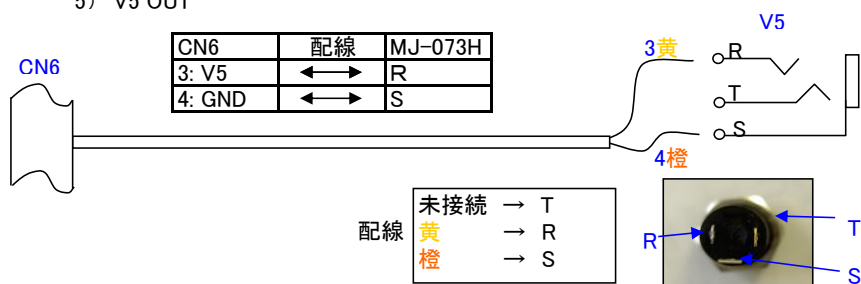 5） V5 OUT
V5
CN6 配線 MJ-073H
3: V5 ←→ R
4: GND ←→ S
CN6
3黄
R
T
S
4橙
配線
未接続 → T
黄 → R
橙 → S
R
T
S